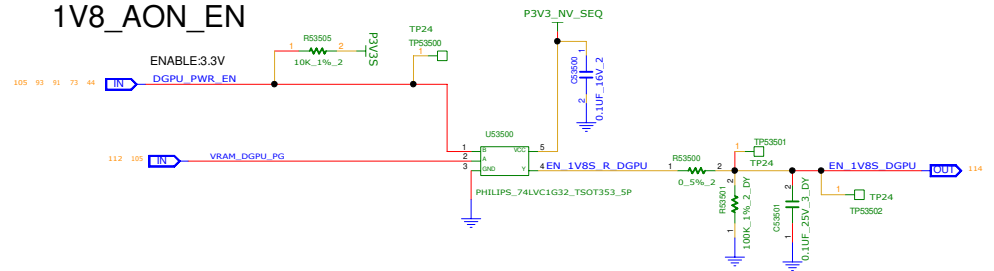 1V8_AON_EN
P3V3_NV_SEQ
R53505
1
2
10K_1%_2
P3V3S
TP24
TP53500
1
ENABLE:3.3V
105 93 91 73 44
IN
DGPU_PWR_EN
C53500
1
2
0.1UF_16V_2
U53500
1
2
3
B
A
GND
VCC
Y
5
4
112 105
IN
VRAM_DGPU_PG
EN_1V8S_R_DGPU
PHILIPS_74LVC1G32_TSOT353_5P
1
R53500
2
0_5%_2
TP53501
1
TP24
R53501
2
1
100K_1%_2_DY
C53501
2
1
0.1UF_25V_3_DY
EN_1V8S_DGPU
OUT
114
1
TP24
TP53502